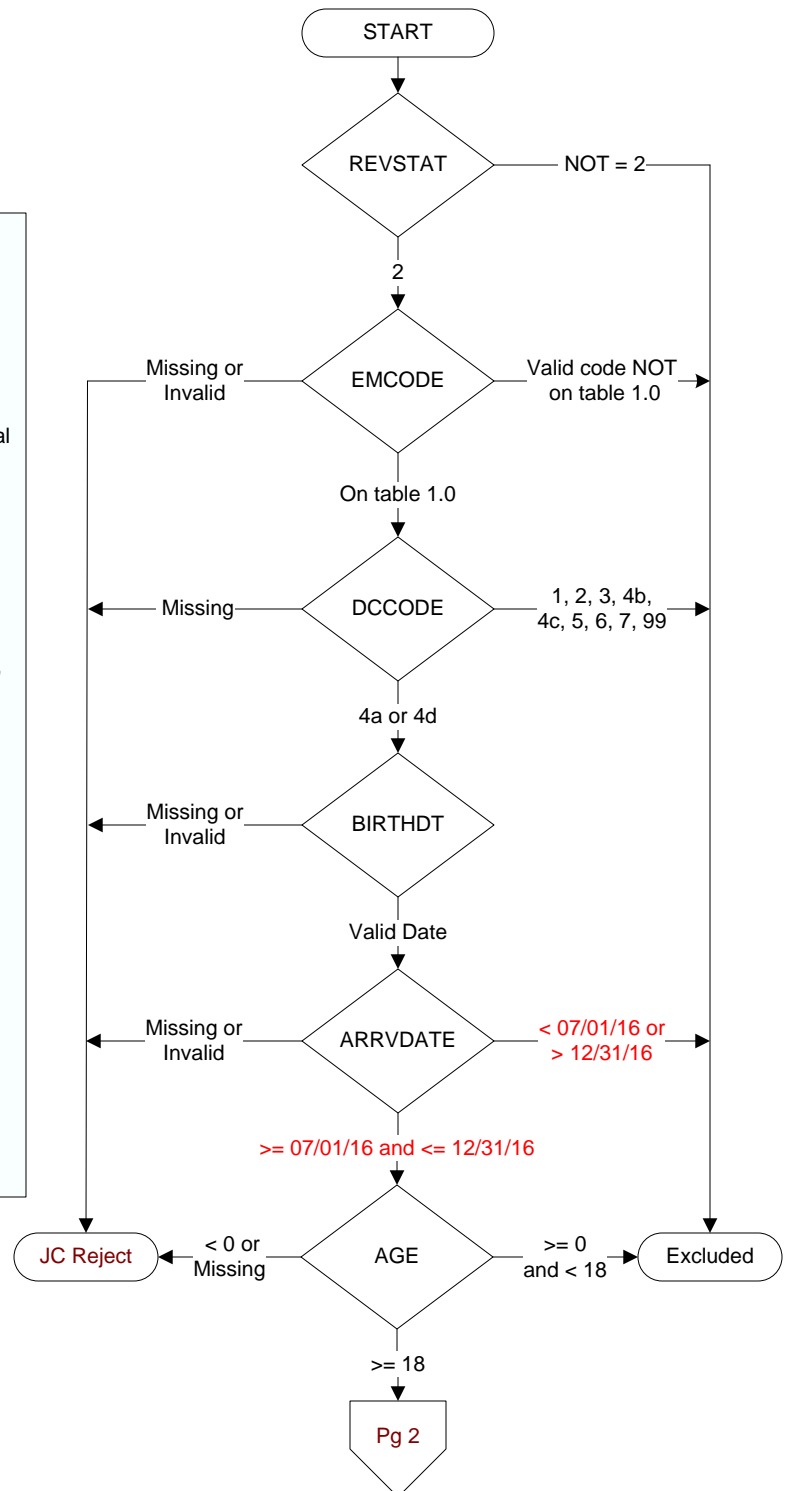 START
REVSTAT
NOT = 2
2
Missing or
Invalid
EMCODE
Valid code NOT
on table 1.0
On table 1.0
Missing
DCCODE
1, 2, 3, 4b,
4c, 5, 6, 7, 99
4a or 4d
Missing or
Invalid
BIRTHDT
Valid Date
Missing or
Invalid
ARRVDATE
< 07/01/16 or
> 12/31/16
>= 07/01/16 and <= 12/31/16
JC Reject
< 0 or
Missing
AGE
>= 0
and < 18
Excluded
>= 18
Pg 2